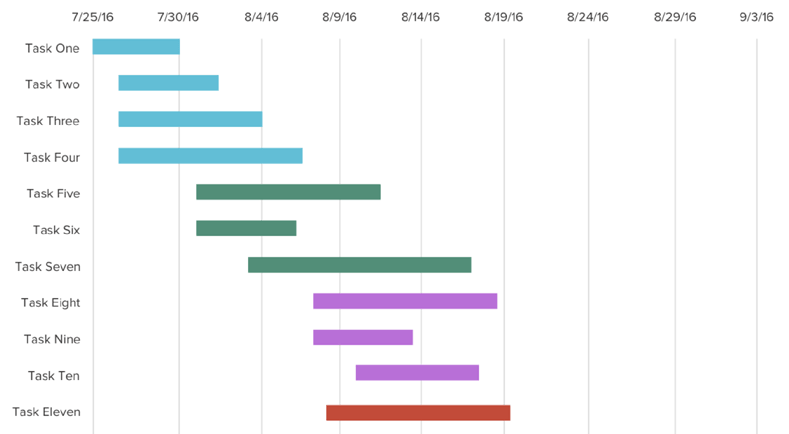 7/25/16 7/30/16 8/4/16 8/9/16 8/14/16 8/19/16 8/24/16 8/29/16 9/3/16
Task One
Task Two
Task Three
Task Four
Task Five
Task Six
Task Seven
Task Eight
Task Nine
Task Ten
Task Eleven